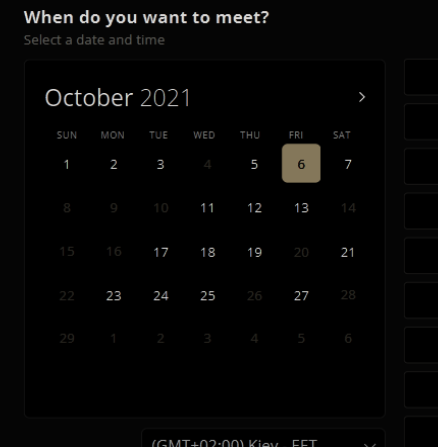 When do you want to meet?
Select a date and time
October 2021 >
SUN MON TUE WED THU FRI SAT
1 2 3 4 5 6 7
8 9 10 11 12 13 14
15 16 17 18 19 20 21
22 23 24 25 26 27 28
29 1 2 3 4 5 6
(GMT+02:00) Kiev - EET